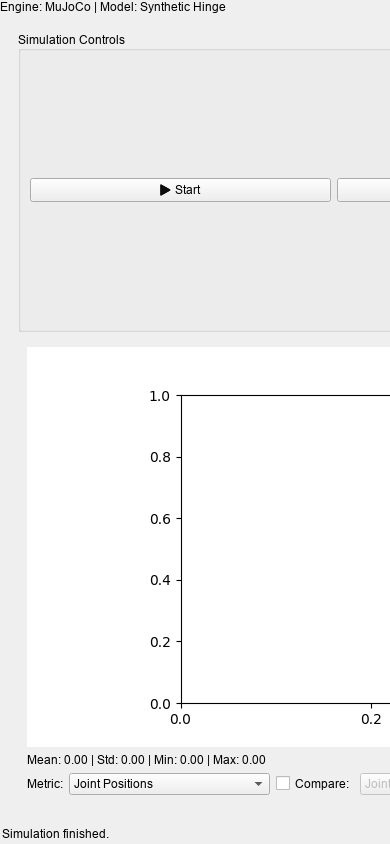 Engine: MuJoCo | Model: Synthetic Hinge
Simulation Controls
▶ Start
1.0
0.8
0.6
0.4
0.2
0.0
0.0 0.2
Mean: 0.00 | Std: 0.00 | Min: 0.00 | Max: 0.00
Metric: Joint Positions Compare: Joint
Simulation finished.